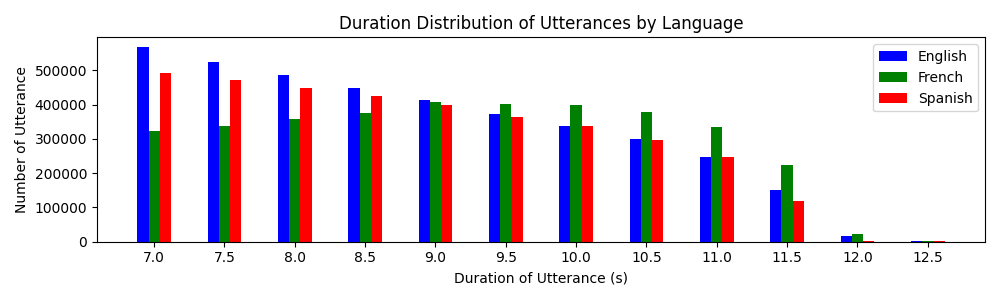 Duration Distribution of Utterances by Language
Number of Utterance
500000
400000
300000
200000
100000
0
English
French
Spanish
7.0 7.5 8.0 8.5 9.0 9.5 10.0 10.5 11.0 11.5 12.0 12.5
Duration of Utterance (s)